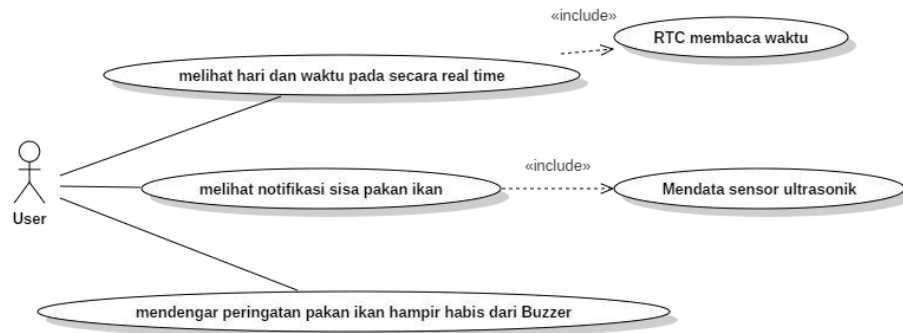 «include»
RTC membaca waktu
melihat hari dan waktu pada secara real time
«include»
melihat notifikasi sisa pakan ikan
Mendata sensor ultrasonik
User
mendengar peringatan pakan ikan hampir habis dari Buzzer